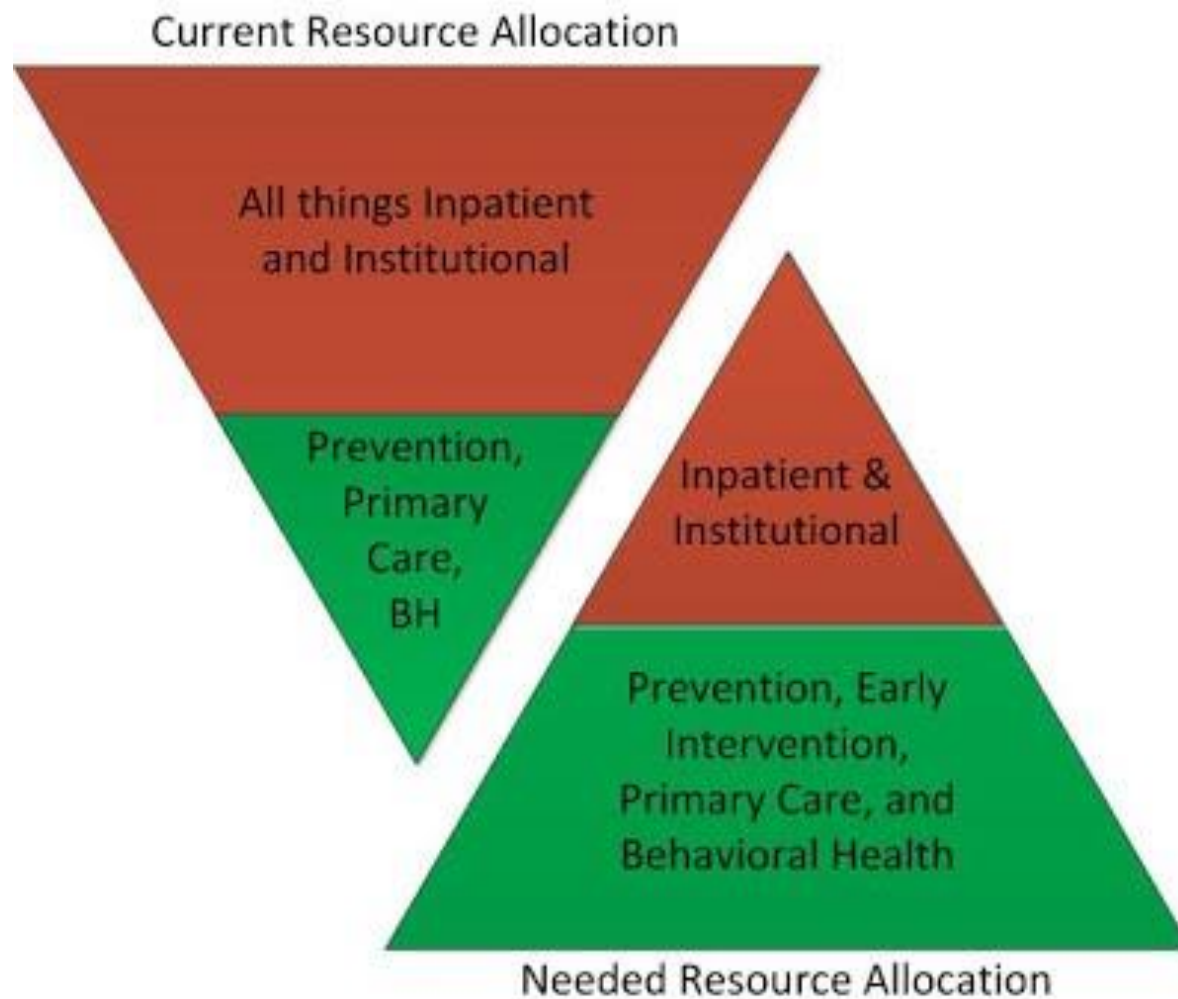 Current Resource Allocation
All things Inpatient
and Institutional
Prevention,
Primary
Care,
BH
Inpatient &
Institutional
Prevention, Early
Intervention,
Primary Care, and
Behavioral Health
Needed Resource Allocation